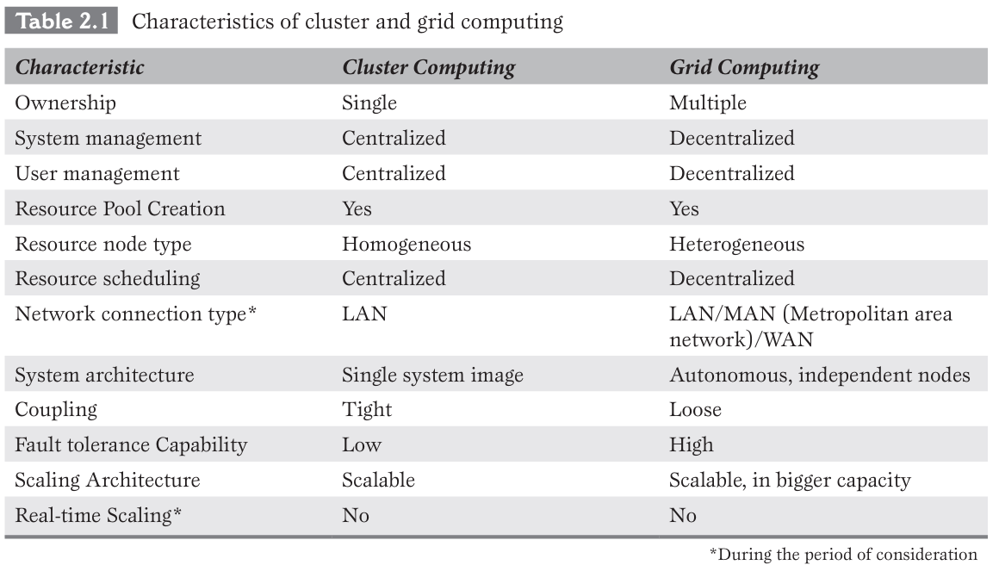 Table 2.1 Characteristics of cluster and grid computing
Characteristic Cluster Computing Grid Computing
Ownership Single Multiple
System management Centralized Decentralized
User management Centralized Decentralized
Resource Pool Creation Yes Yes
Resource node type Homogeneous Heterogeneous
Resource scheduling Centralized Decentralized
Network connection type* LAN LAN/MAN (Metropolitan area
network)/WAN
System architecture Single system image Autonomous, independent nodes
Coupling Tight Loose
Fault tolerance Capability Low High
Scaling Architecture Scalable Scalable, in bigger capacity
Real-time Scaling* No No
*During the period of consideration